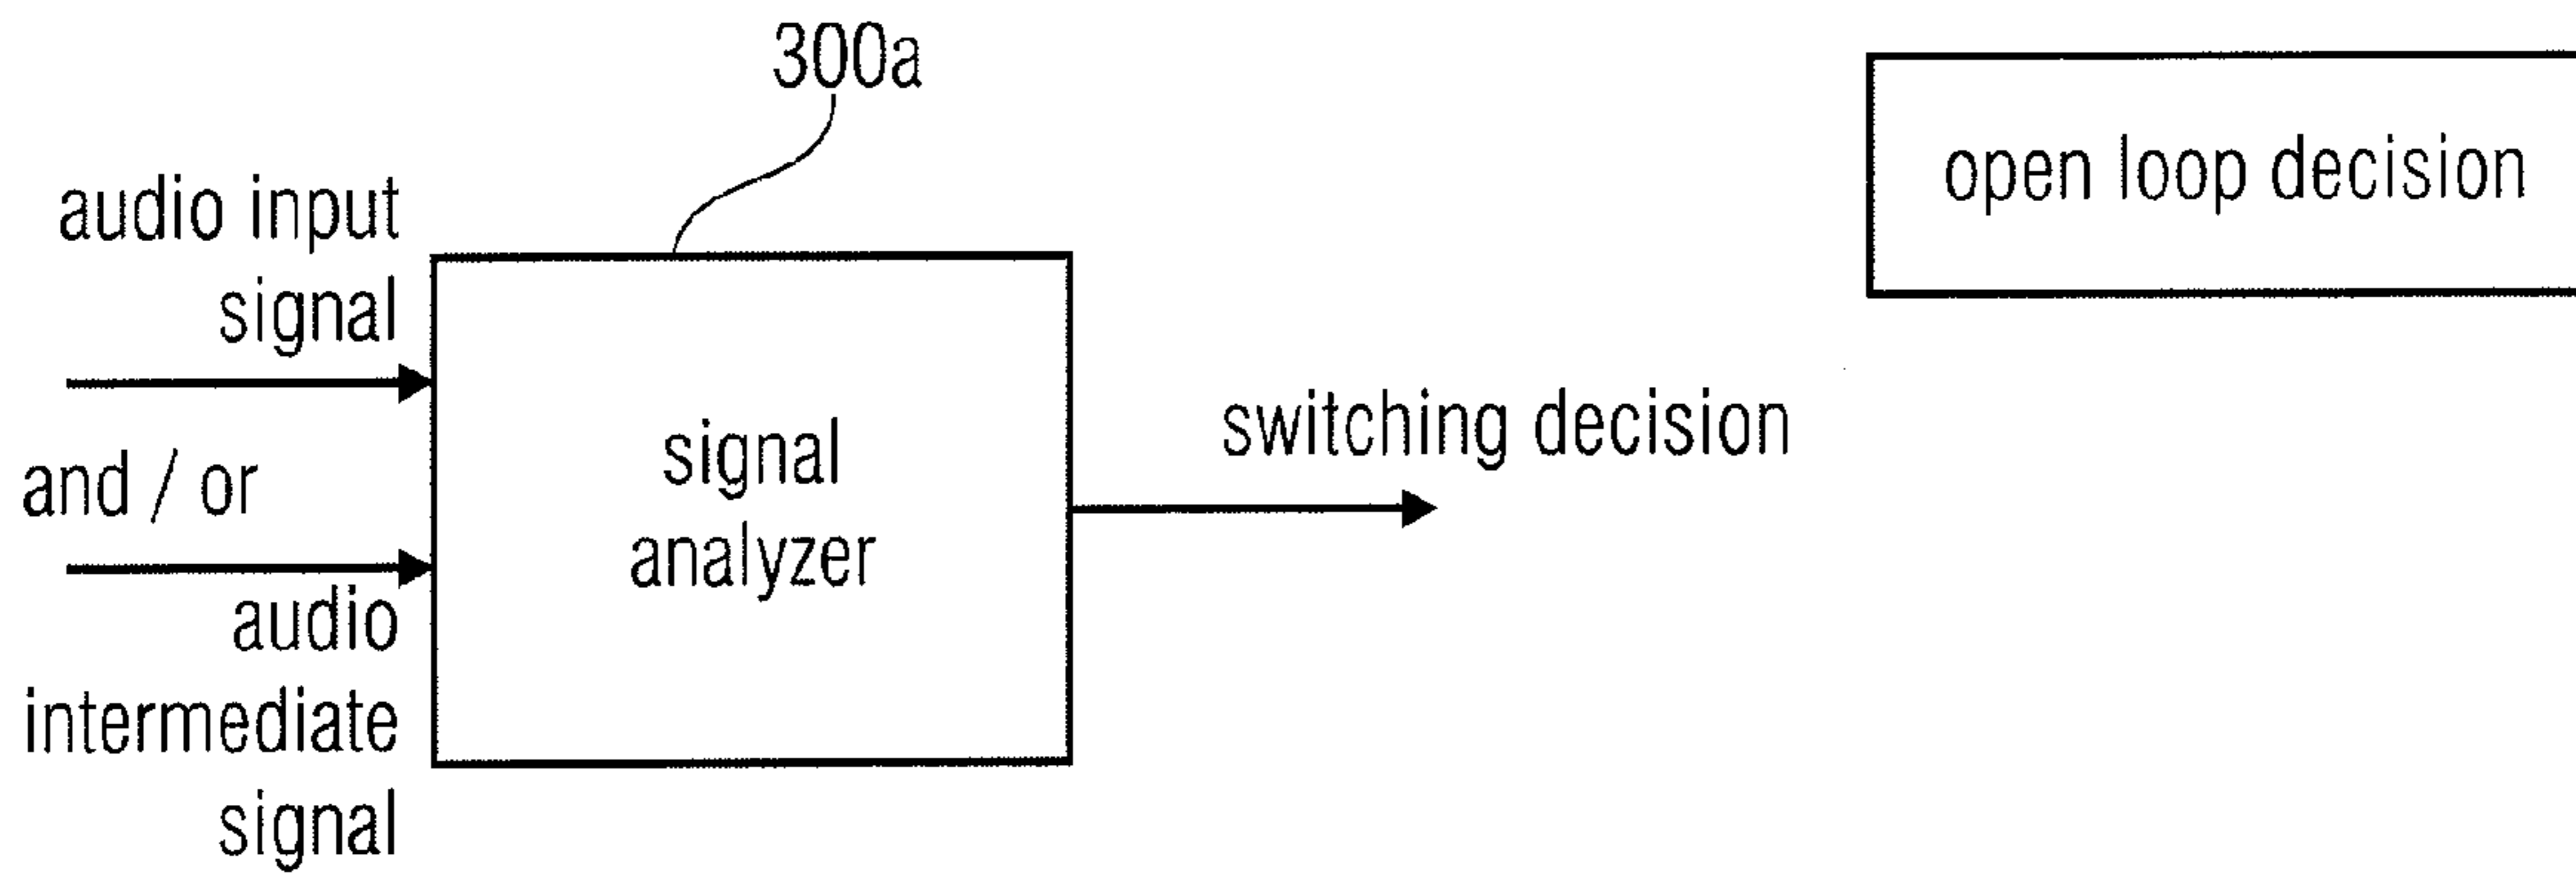 300a
open loop decision
audio input
signal
and / or
audio
intermediate
signal
signal
analyzer
switching decision